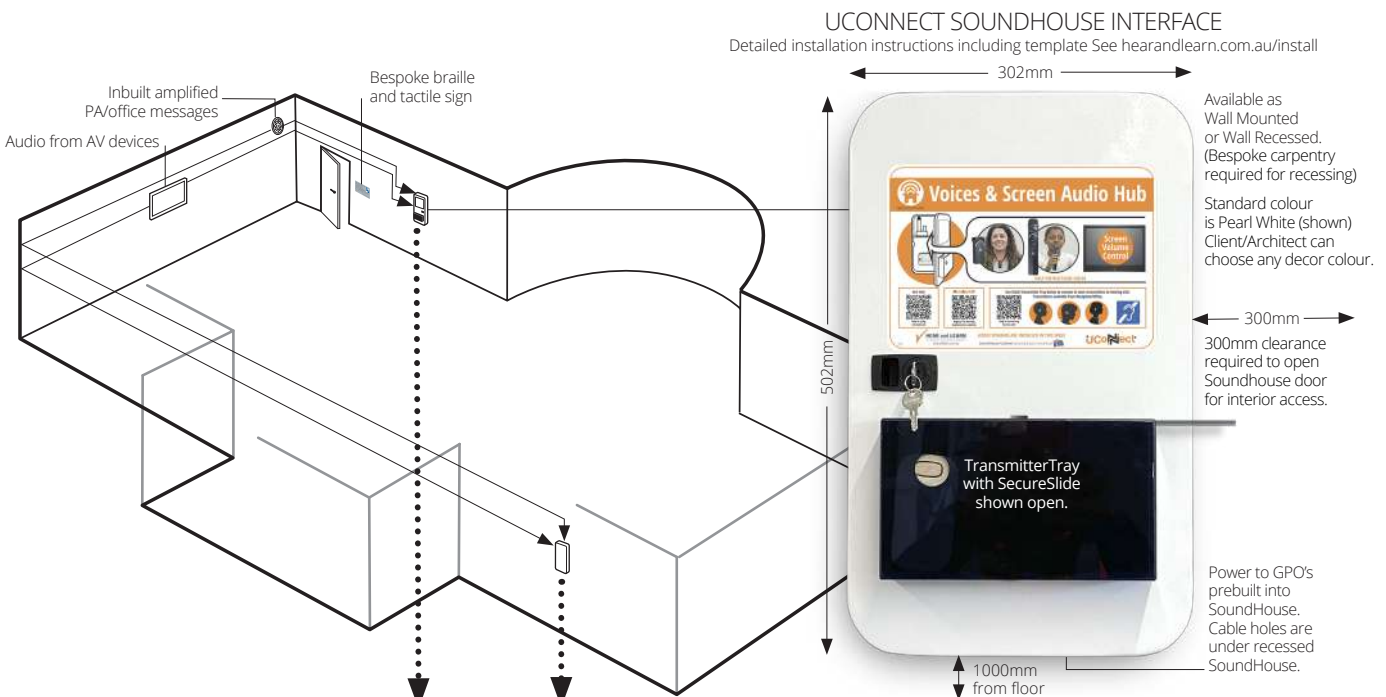 UCONNECT SOUNDHOUSE INTERFACE
Detailed installation instructions including template See hearandlearn.com.au/install
302mm
Inbuilt amplified
PA/office messages
Audio from AV devices
Bespoke braille
and tactile sign
Available as
Wall Mounted
or Wall Recessed.
(Bespoke carpentry
required for recessing)
Standard colour
is Pearl White (shown)
Client/Architect can
choose any decor colour.
Voices & Screen Audio Hub
Screen
Volume
Control
UConnect
502mm
300mm
300mm clearance
required to open
Soundhouse door
for interior access.
TransmitterTray
with SecureSlide
shown open.
Power to GPO's
prebuilt into
SoundHouse.
Cable holes are
under recessed
SoundHouse.
1000mm
from floor